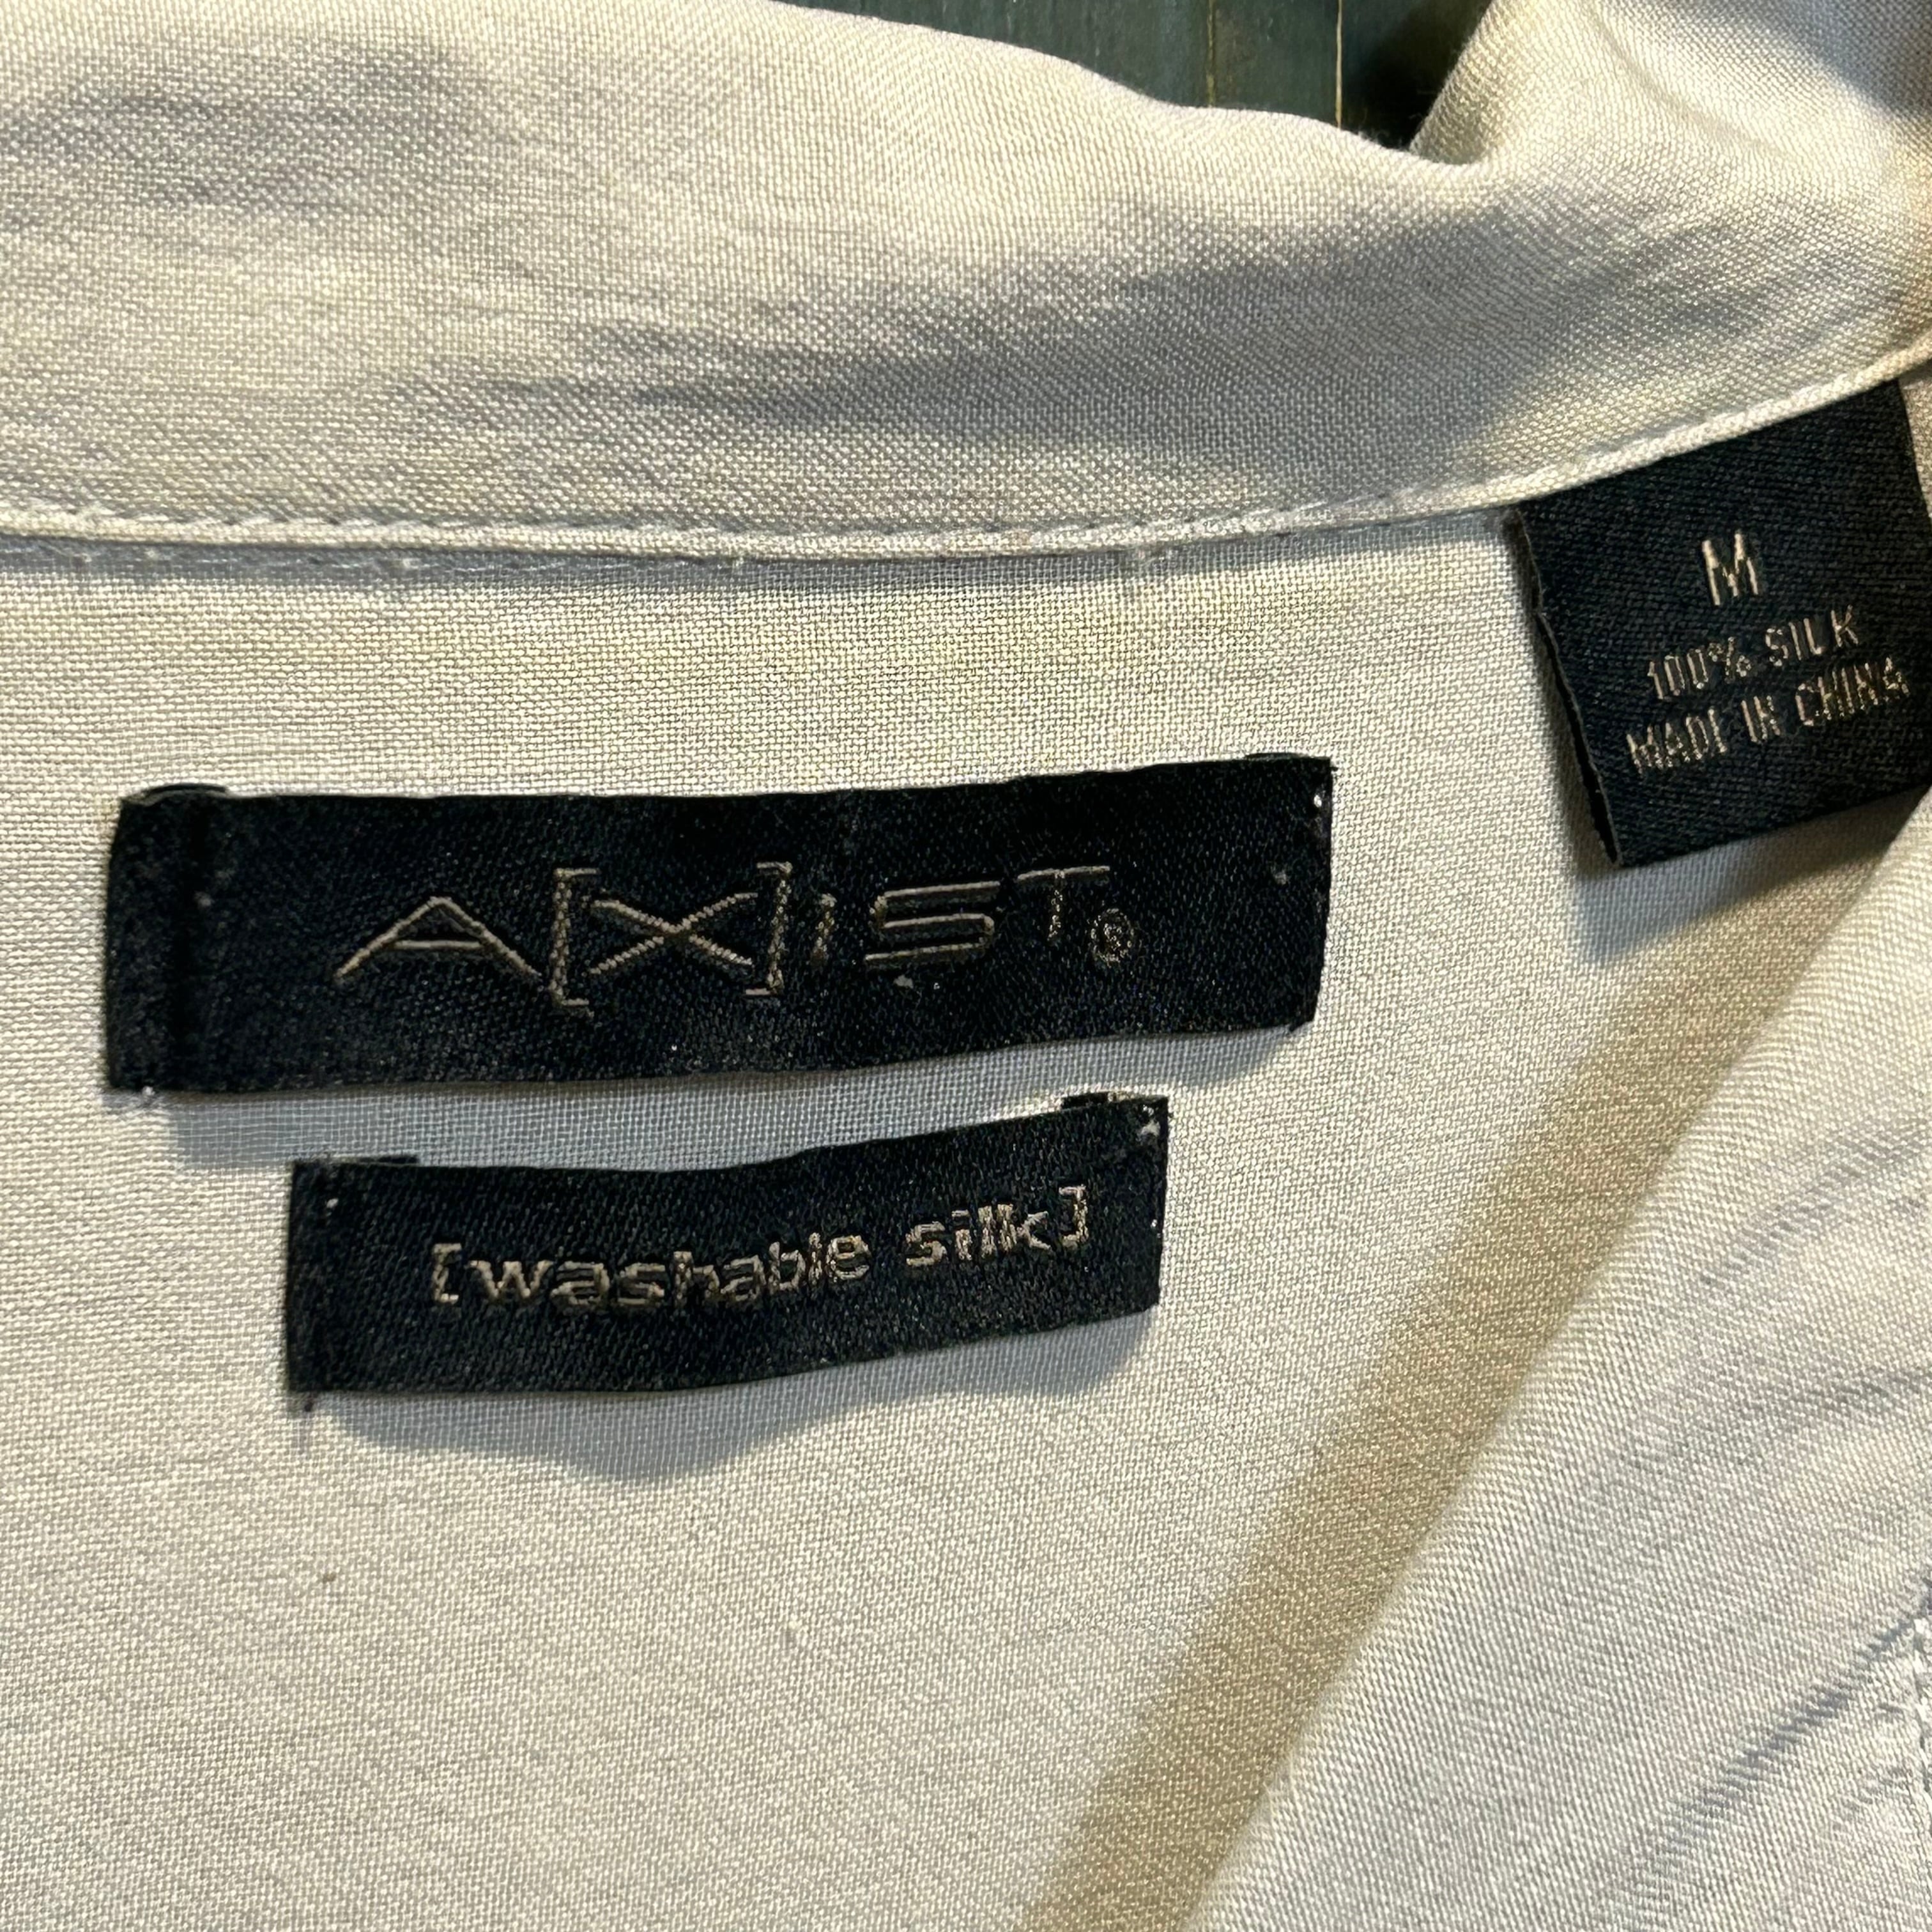 M
100% SILK
MADE IN CHINA
A[X]iST®
[washable silk]